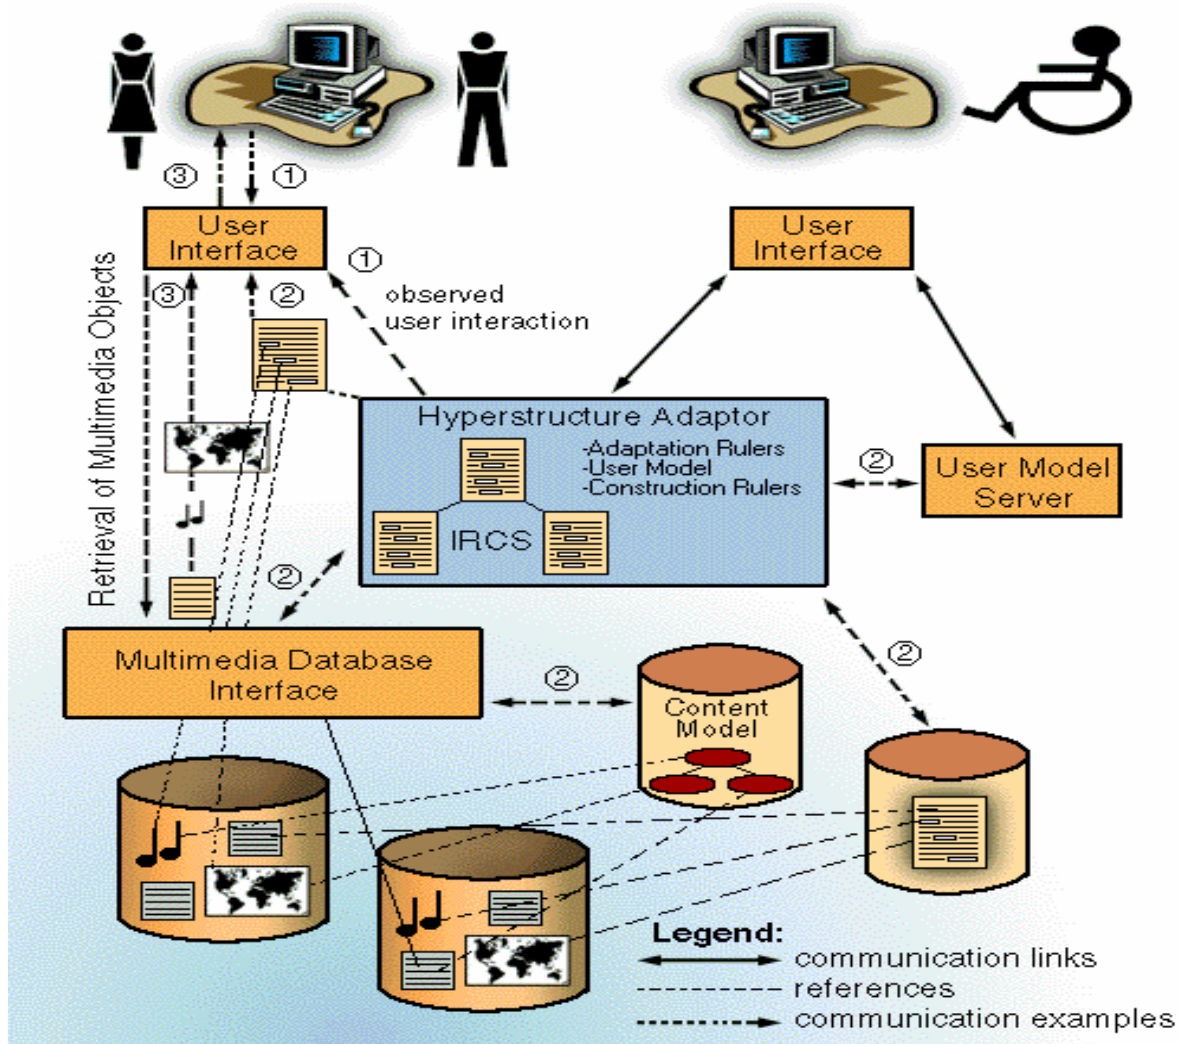 ③
①
User
Interface
User
Interface
①
③
②
observed
user interaction
Retrieval of Multimedia Objects
Hyperstructure Adaptor
-Adaptation Rulers
-User Model
-Construction Rulers
IRCS
②
User Model
Server
②
②
Multimedia Database
Interface
②
Content
Model
Legend:
communication links
references
communication examples